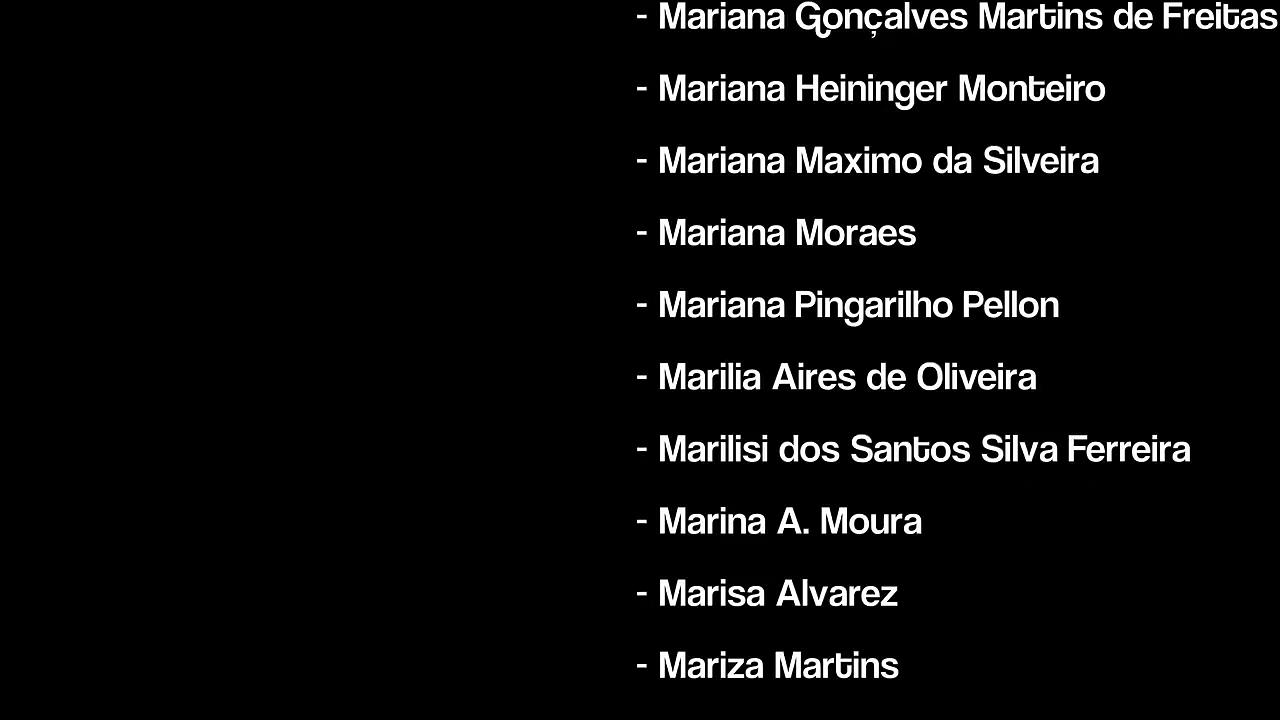 - Mariana Gonçalves Martins de Freitas
- Mariana Heininger Monteiro
- Mariana Maximo da Silveira
- Mariana Moraes
- Mariana Pingarilho Pellon
- Marilia Aires de Oliveira
- Marilisi dos Santos Silva Ferreira
- Marina A. Moura
- Marisa Alvarez
- Mariza Martins